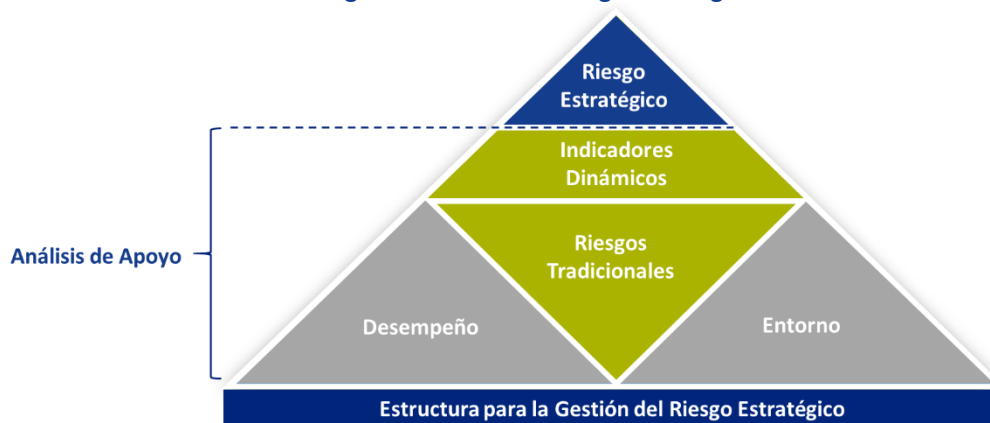 Riesgo
Estratégico
Indicadores
Dinámicos
Análisis de Apoyo
Riesgos
Tradicionales
Desempeño
Entorno
Estructura para la Gestión del Riesgo Estratégico